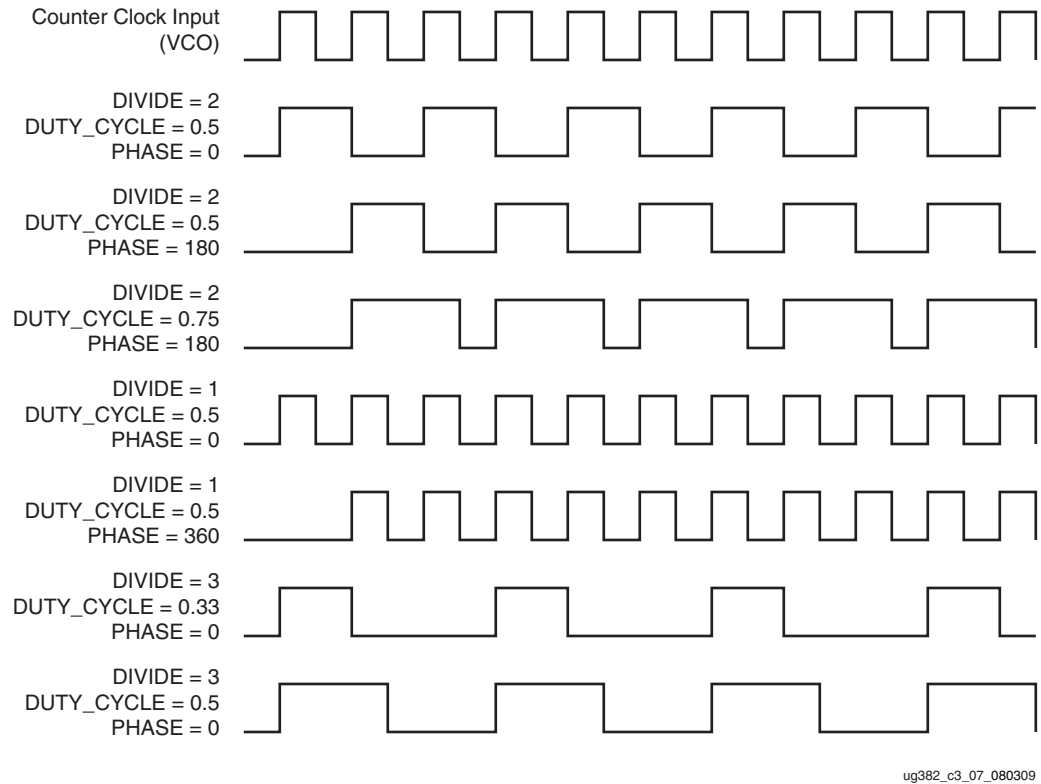 Counter Clock Input
(VCO)
DIVIDE = 2
DUTY_CYCLE = 0.5
PHASE = 0
DIVIDE = 2
DUTY_CYCLE = 0.5
PHASE = 180
DIVIDE = 2
DUTY_CYCLE = 0.75
PHASE = 180
DIVIDE = 1
DUTY_CYCLE = 0.5
PHASE = 0
DIVIDE = 1
DUTY_CYCLE = 0.5
PHASE = 360
DIVIDE = 3
DUTY_CYCLE = 0.33
PHASE = 0
DIVIDE = 3
DUTY_CYCLE = 0.5
PHASE = 0
ug382_c3_07_080309